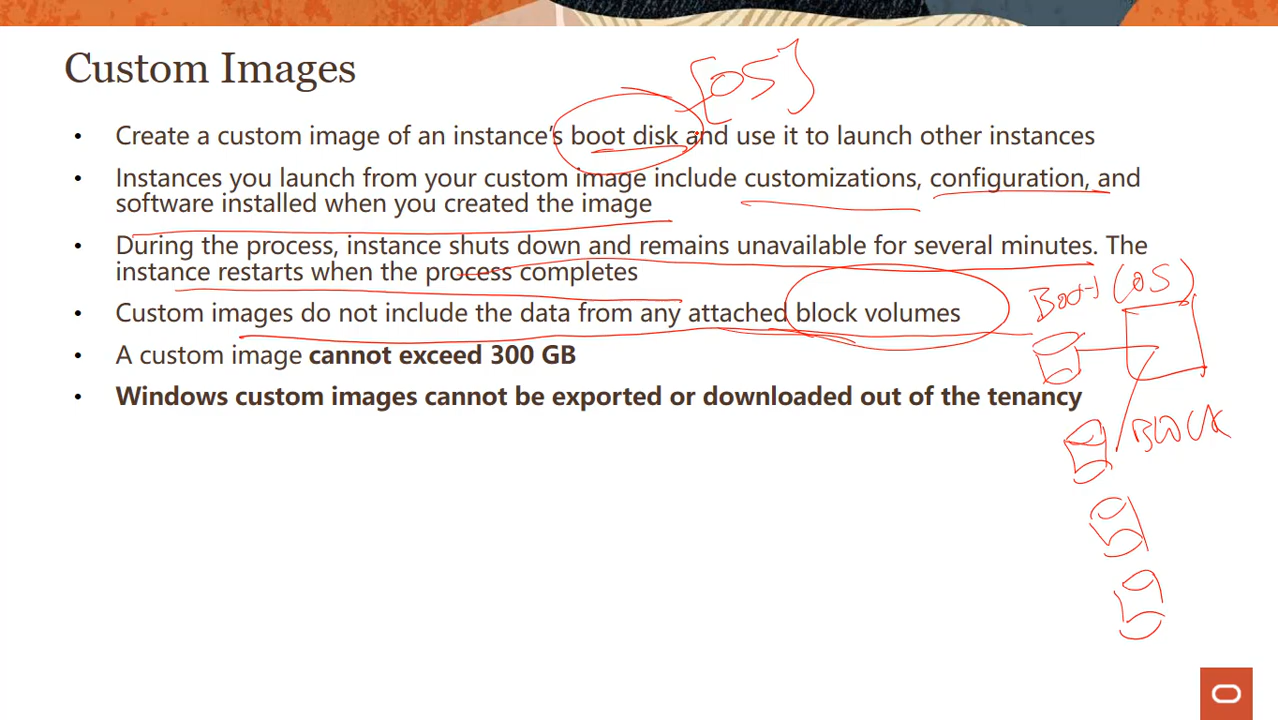 Custom Images
[OS]
• Create a custom image of an instance's boot disk and use it to launch other instances
• Instances you launch from your custom image include customizations, configuration, and
software installed when you created the image
• During the process, instance shuts down and remains unavailable for several minutes. The
instance restarts when the process completes
• Custom images do not include the data from any attached block volumes
Boot (OS)
• A custom image cannot exceed 300 GB
• Windows custom images cannot be exported or downloaded out of the tenancy
BLOCK